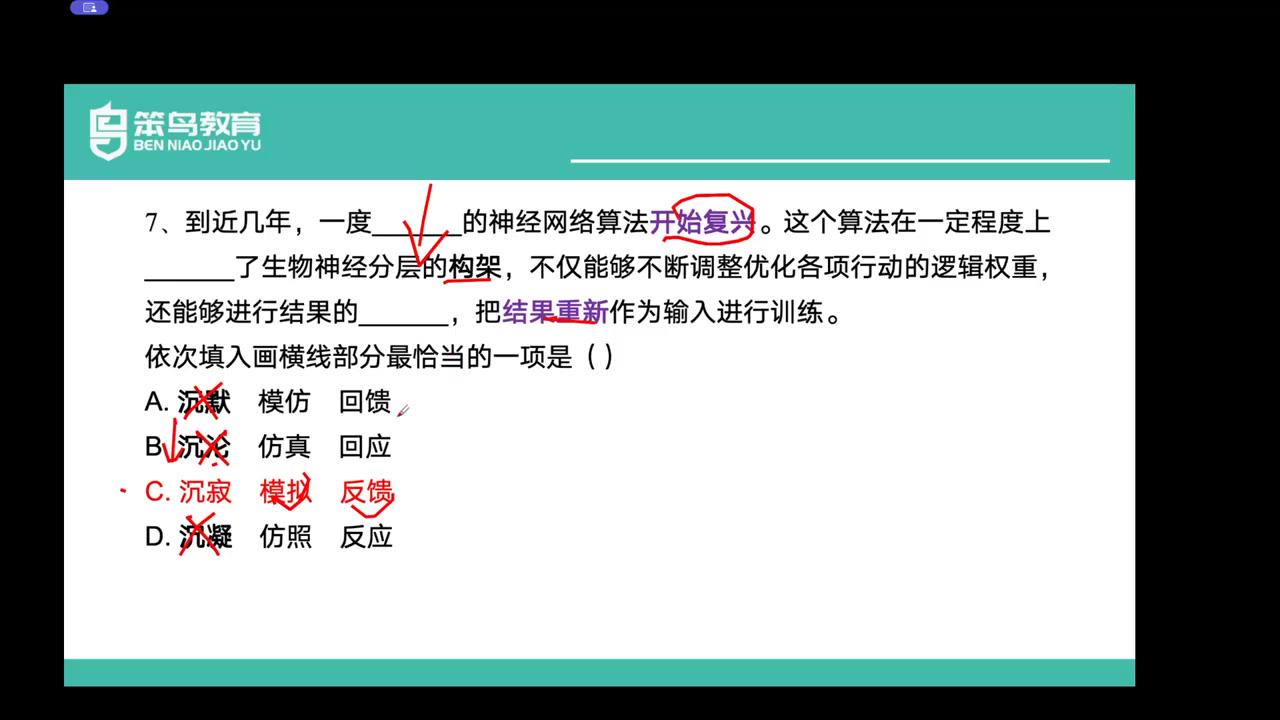 笨鸟教育
BEN NIAO JIAO YU
7、到近几年，一度______的神经网络算法开始复兴。这个算法在一定程度上
______了生物神经分层的构架，不仅能够不断调整优化各项行动的逻辑权重，
还能够进行结果的______，把结果重新作为输入进行训练。
依次填入画横线部分最恰当的一项是（）
A. 沉默 模仿 回馈
B. 沉沦 仿真 回应
C. 沉寂 模拟 反馈
D. 沉凝 仿照 反应